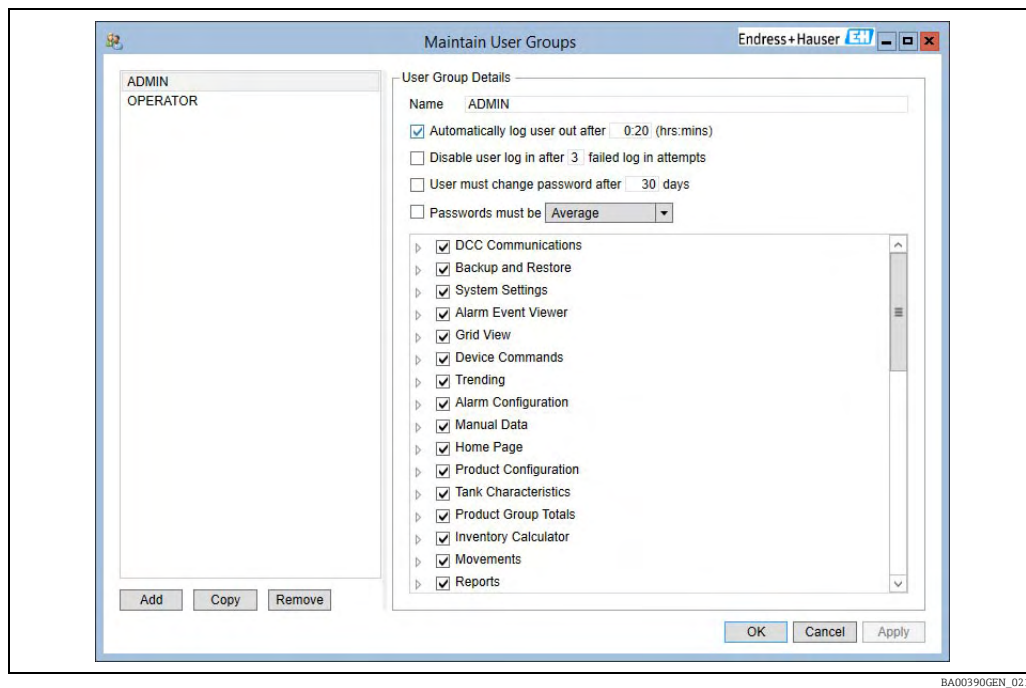 Maintain User Groups
Endress+Hauser EH
ADMIN
OPERATOR
User Group Details
Name ADMIN
Automatically log user out after 0:20 (hrs:mins)
Disable user log in after 3 failed log in attempts
User must change password after 30 days
Passwords must be Average
DCC Communications
Backup and Restore
System Settings
Alarm Event Viewer
Grid View
Device Commands
Trending
Alarm Configuration
Manual Data
Home Page
Product Configuration
Tank Characteristics
Product Group Totals
Inventory Calculator
Movements
Reports
Add Copy Remove
OK Cancel Apply